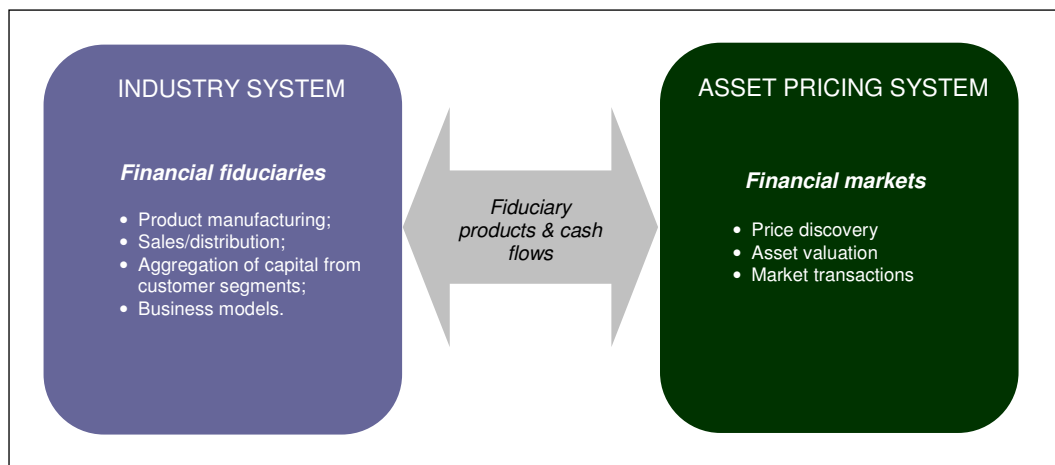 INDUSTRY SYSTEM
Financial fiduciaries
• Product manufacturing;
• Sales/distribution;
• Aggregation of capital from
customer segments;
• Business models.
Fiduciary
products & cash
flows
ASSET PRICING SYSTEM
Financial markets
• Price discovery
• Asset valuation
• Market transactions